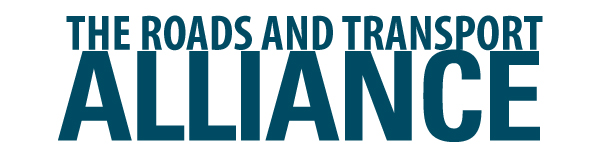 THE ROADS AND TRANSPORT
ALLIANCE